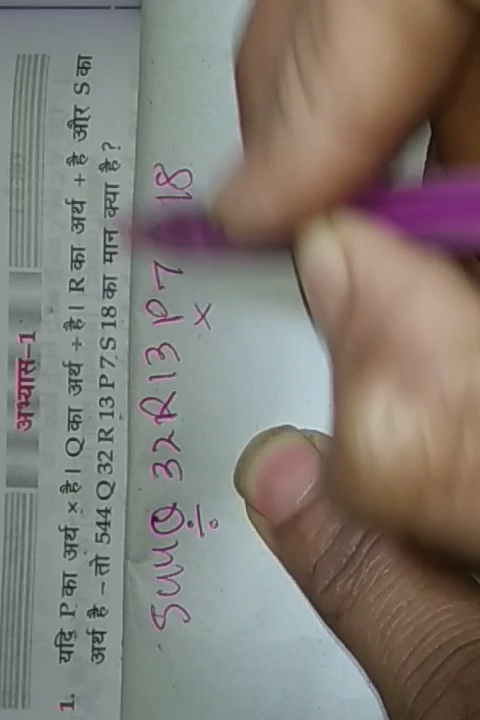 अभ्यास-1
1. यदि P का अर्थ × है। Q का अर्थ ÷ है। R का अर्थ + है और S का
अर्थ है – तो 544 Q 32 R 13 P 7 S 18 का मान क्या है?
544 Q 32 R 13 P 7 18
÷ ×